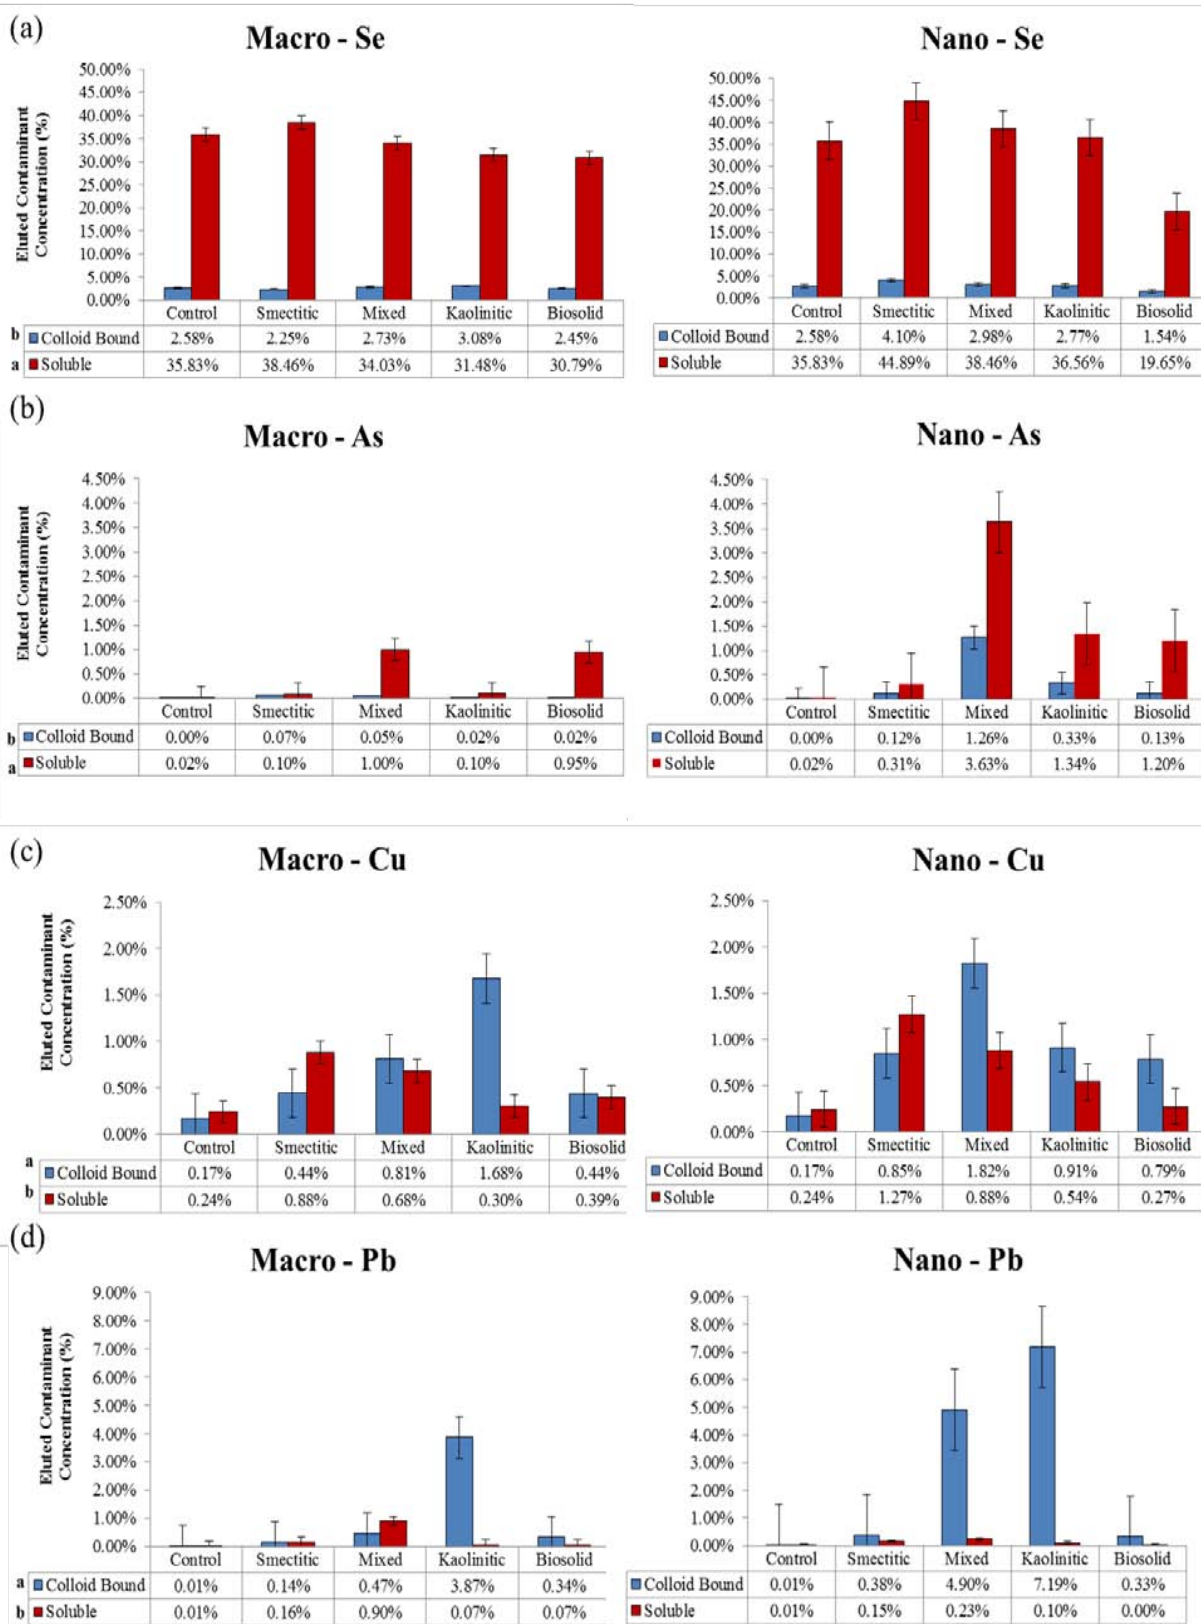 (a)
Macro - Se
Eluted Contaminant
Concentration (%)
50.00%
45.00%
40.00%
35.00%
30.00%
25.00%
20.00%
15.00%
10.00%
5.00%
0.00%
Control Smectitic Mixed Kaolinitic Biosolid
b Colloid Bound 2.58% 2.25% 2.73% 3.08% 2.45%
a Soluble 35.83% 38.46% 34.03% 31.48% 30.79%
Nano - Se
50.00%
45.00%
40.00%
35.00%
30.00%
25.00%
20.00%
15.00%
10.00%
5.00%
0.00%
Control Smectitic Mixed Kaolinitic Biosolid
Colloid Bound 2.58% 4.10% 2.98% 2.77% 1.54%
Soluble 35.83% 44.89% 38.46% 36.56% 19.65%
(b)
Macro - As
Eluted Contaminant
Concentration (%)
4.50%
4.00%
3.50%
3.00%
2.50%
2.00%
1.50%
1.00%
0.50%
0.00%
Control Smectitic Mixed Kaolinitic Biosolid
b Colloid Bound 0.00% 0.07% 0.05% 0.02% 0.02%
a Soluble 0.02% 0.10% 1.00% 0.10% 0.95%
Nano - As
4.50%
4.00%
3.50%
3.00%
2.50%
2.00%
1.50%
1.00%
0.50%
0.00%
Control Smectitic Mixed Kaolinitic Biosolid
Colloid Bound 0.00% 0.12% 1.26% 0.33% 0.13%
Soluble 0.02% 0.31% 3.63% 1.34% 1.20%
(c)
Macro - Cu
Eluted Contaminant
Concentration (%)
2.50%
2.00%
1.50%
1.00%
0.50%
0.00%
Control Smectitic Mixed Kaolinitic Biosolid
a Colloid Bound 0.17% 0.44% 0.81% 1.68% 0.44%
b Soluble 0.24% 0.88% 0.68% 0.30% 0.39%
Nano - Cu
2.50%
2.00%
1.50%
1.00%
0.50%
0.00%
Control Smectitic Mixed Kaolinitic Biosolid
Colloid Bound 0.17% 0.85% 1.82% 0.91% 0.79%
Soluble 0.24% 1.27% 0.88% 0.54% 0.27%
(d)
Macro - Pb
Eluted Contaminant
Concentration (%)
9.00%
8.00%
7.00%
6.00%
5.00%
4.00%
3.00%
2.00%
1.00%
0.00%
Control Smectitic Mixed Kaolinitic Biosolid
a Colloid Bound 0.01% 0.14% 0.47% 3.87% 0.34%
b Soluble 0.01% 0.16% 0.90% 0.07% 0.07%
Nano - Pb
9.00%
8.00%
7.00%
6.00%
5.00%
4.00%
3.00%
2.00%
1.00%
0.00%
Control Smectitic Mixed Kaolinitic Biosolid
Colloid Bound 0.01% 0.38% 4.90% 7.19% 0.33%
Soluble 0.01% 0.15% 0.23% 0.10% 0.00%